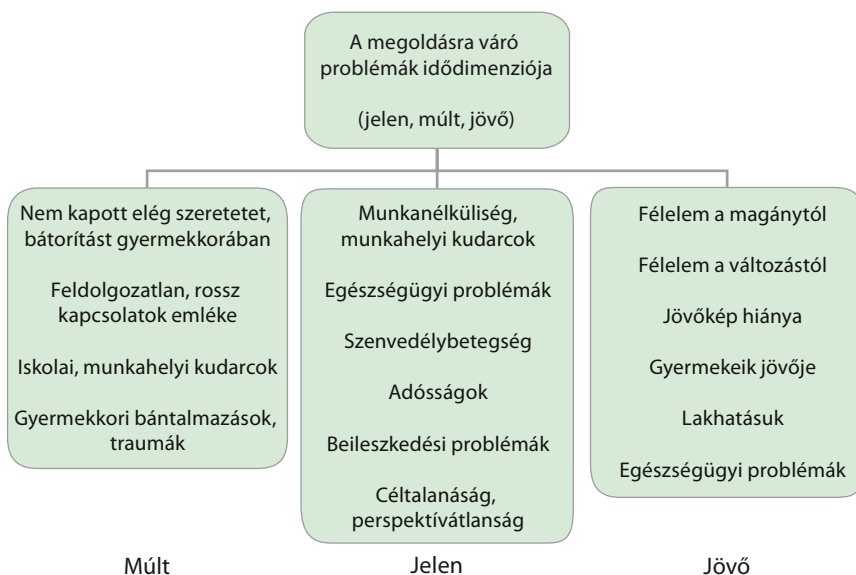 A megoldásra váró
problémák idődimenziója
(jelen, múlt, jövő)
Nem kapott elég szeretetet,
bátorítást gyermekkorában
Feldolgozatlan, rossz
kapcsolatok emléke
Iskolai, munkahelyi kudarcok
Gyermekkori bántalmazások,
traumák
Múlt
Munkanélküliség,
munkahelyi kudarcok
Egészségügyi problémák
Szenvedélybetegség
Adósságok
Beileszkedési problémák
Céltalanáság,
perspektívátlanság
Jelen
Félelem a magánytól
Félelem a változástól
Jövőkép hiánya
Gyermekeik jövője
Lakhatásuk
Egészségügyi problémák
Jövő